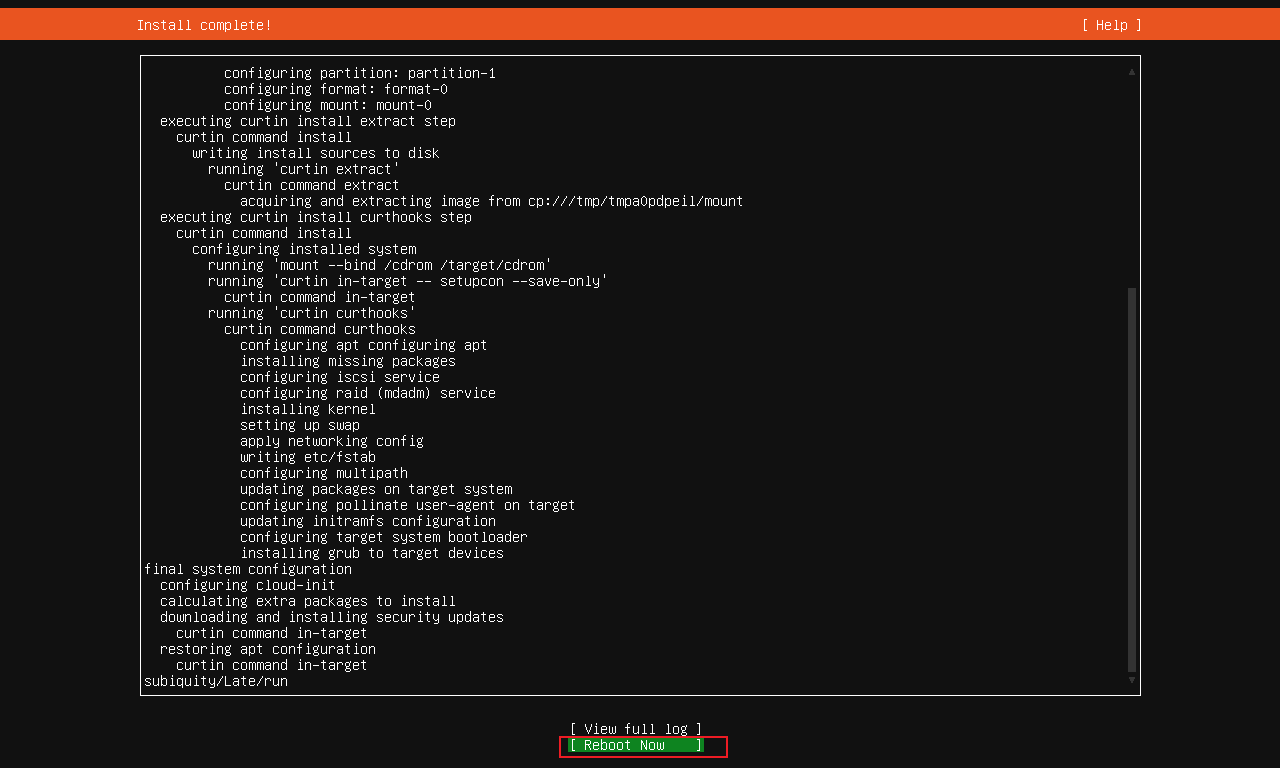 Install complete!
[ Help ]
configuring partition: partition-1
configuring format: format-0
configuring mount: mount-0
executing curtin install extract step
curtin command install
writing install sources to disk
running 'curtin extract'
curtin command extract
acquiring and extracting image from cp:///tmp/tmpa0pdpeil/mount
executing curtin install curthooks step
curtin command install
configuring installed system
running 'mount --bind /cdrom /target/cdrom'
running 'curtin in-target -- setupcon --save-only'
curtin command in-target
running 'curtin curthooks'
curtin command curthooks
configuring apt configuring apt
installing missing packages
configuring iscsi service
configuring raid (mdadm) service
installing kernel
setting up swap
apply networking config
writing etc/fstab
configuring multipath
updating packages on target system
configuring pollinate user-agent on target
updating initramfs configuration
configuring target system bootloader
installing grub to target devices
final system configuration
configuring cloud-init
calculating extra packages to install
downloading and installing security updates
curtin command in-target
restoring apt configuration
curtin command in-target
subiquity/Late/run
[ View full log ]
[ Reboot Now ]